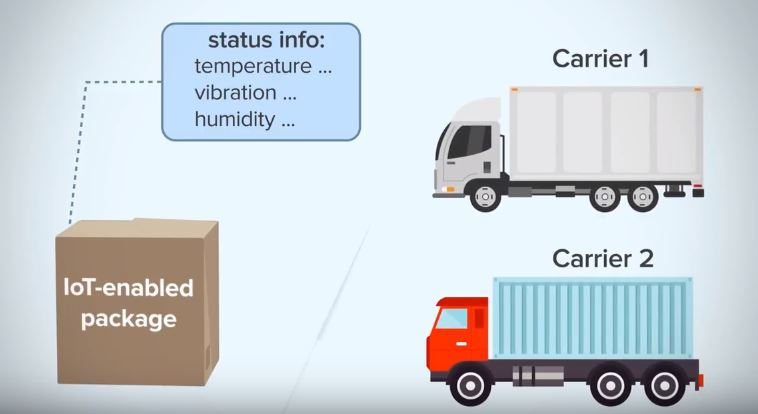 status info:
temperature ...
vibration ...
humidity ...
Carrier 1
IoT-enabled
package
Carrier 2